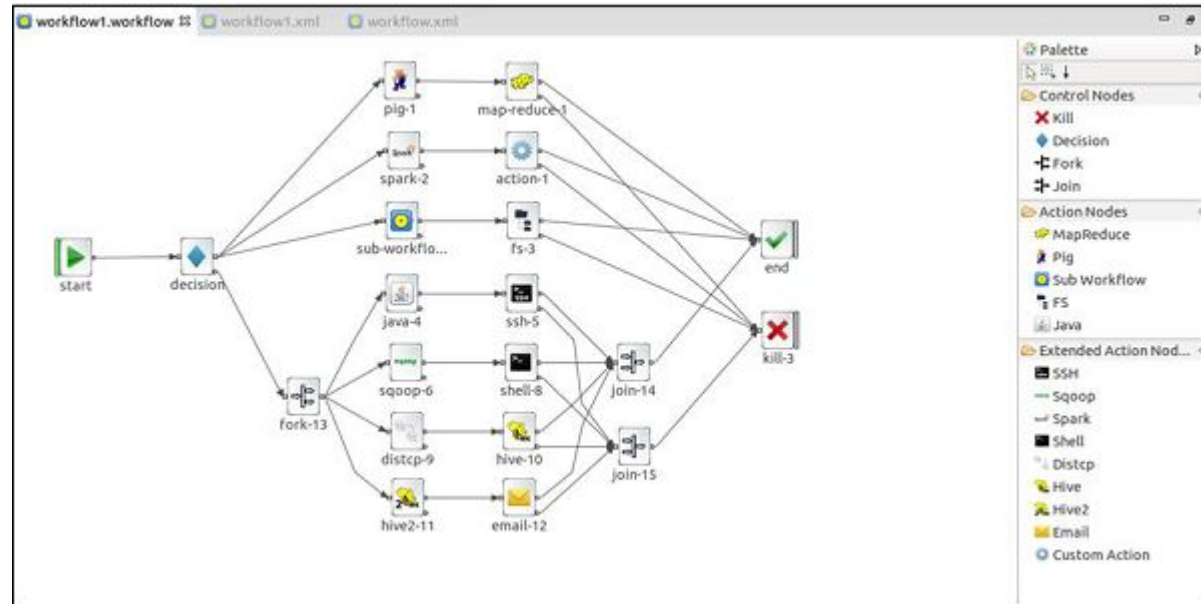 workflow1.workflow
workflow1.xml
workflow.xml
pig-1
map-reduce-1
spark-2
action-1
sub-workflo...
fs-3
start
decision
end
java-4
ssh-5
kill-3
sqoop-6
shell-8
join-14
fork-13
distcp-9
hive-10
join-15
hive2-11
email-12
Palette
Control Nodes
Kill
Decision
Fork
Join
Action Nodes
MapReduce
Pig
Sub Workflow
FS
Java
Extended Action Nod...
SSH
Sqoop
Spark
Shell
Distcp
Hive
Hive2
Email
Custom Action